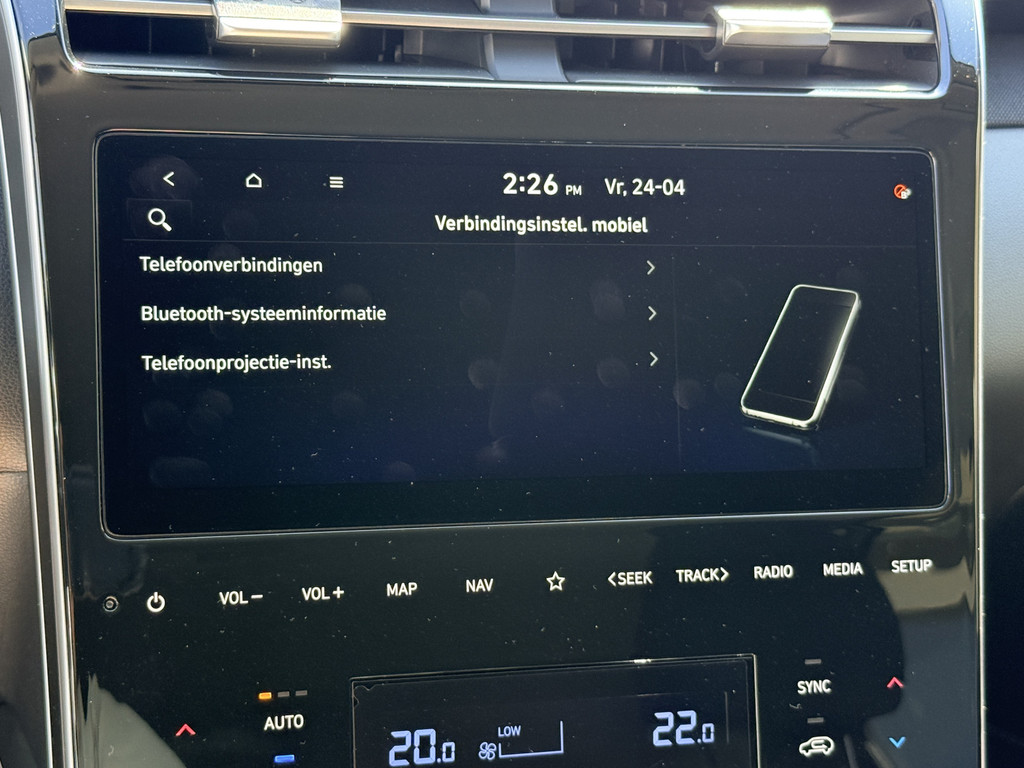 2:26 PM Vr, 24-04
Verbindingsinstel. mobiel
Telefoonverbindingen
Bluetooth-systeeminformatie
Telefoonprojectie-inst.
VOL− VOL+ MAP NAV <SEEK TRACK> RADIO MEDIA SETUP
AUTO
SYNC
LOW
20.0
22.0